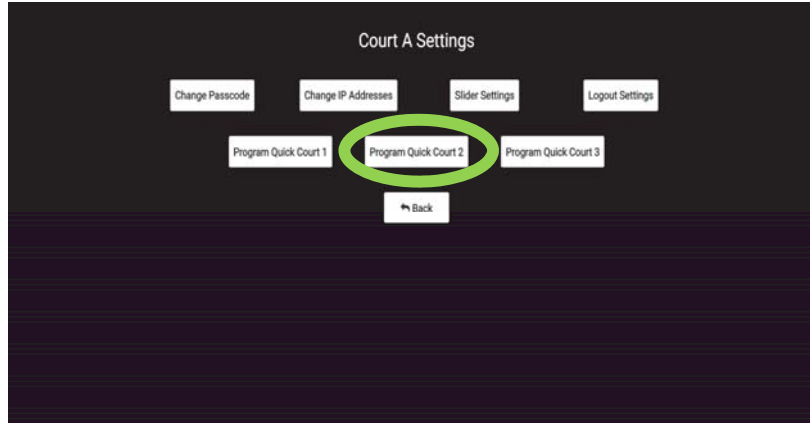 Court A Settings
Change Passcode Change IP Addresses Slider Settings Logout Settings
Program Quick Court 1 Program Quick Court 2 Program Quick Court 3
Back